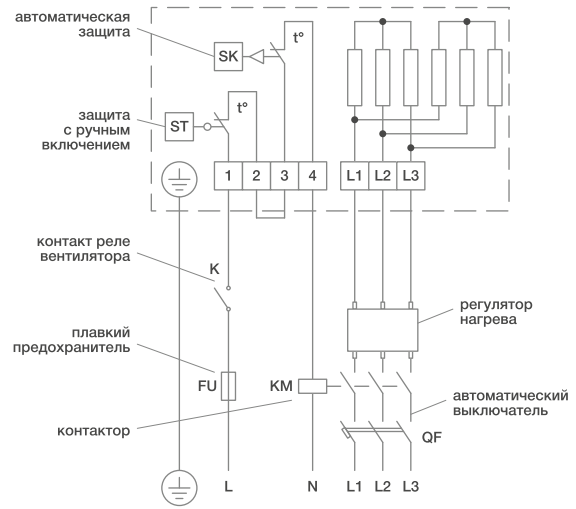 автоматическая
защита
SK
t°
защита
с ручным
включением
ST
t°
1 2 3 4 L1 L2 L3
контакт реле
вентилятора
K
регулятор
нагрева
плавкий
предохранитель
FU
KM
автоматический
выключатель
контактор
QF
L N L1 L2 L3